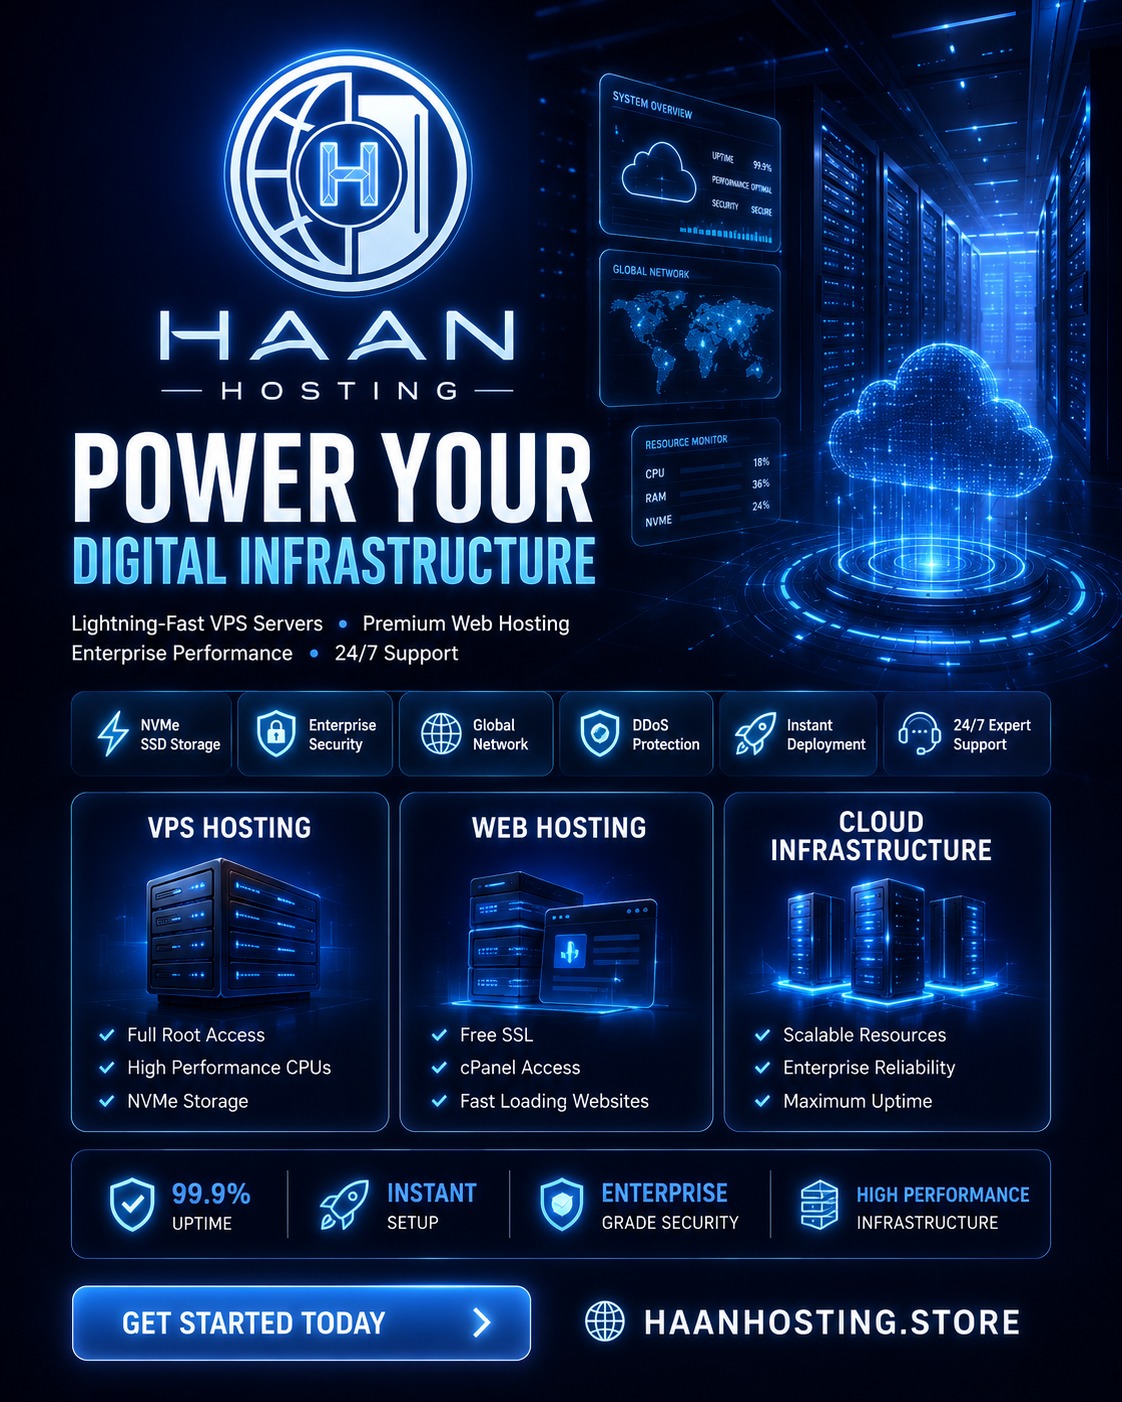 H
HAAN
HOSTING
POWER YOUR
DIGITAL INFRASTRUCTURE
Lightning-Fast VPS Servers • Premium Web Hosting
Enterprise Performance • 24/7 Support
SYSTEM OVERVIEW
UPTIME 99.9%
PERFORMANCE OPTIMAL
SECURITY SECURE
GLOBAL NETWORK
RESOURCE MONITOR
CPU 18%
RAM 36%
NVME 24%
NVMe
SSD Storage
Enterprise
Security
Global
Network
DDoS
Protection
Instant
Deployment
24/7 Expert
Support
VPS HOSTING
Full Root Access
High Performance CPUs
NVMe Storage
WEB HOSTING
Free SSL
cPanel Access
Fast Loading Websites
CLOUD
INFRASTRUCTURE
Scalable Resources
Enterprise Reliability
Maximum Uptime
99.9%
UPTIME
INSTANT
SETUP
ENTERPRISE
GRADE SECURITY
HIGH PERFORMANCE
INFRASTRUCTURE
GET STARTED TODAY
HAANHOSTING.STORE